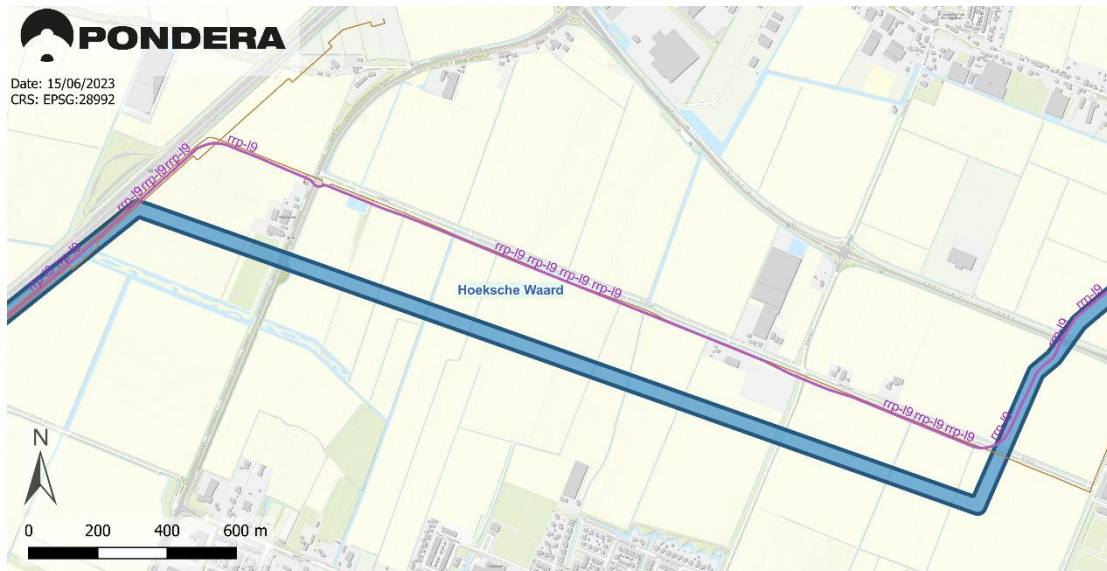 PONDERA
Date: 15/06/2023
CRS: EPSG:28992
rrp-l9
rrp-l9 rrp-l9 rrp-l9
rrp-l9 rrp-l9
rrp-l9 rrp-l9 rrp-l9 rrp-l9
Hoeksche Waard
rrp-l9
rrp-l9
rrp-l9 rrp-l9 rrp-l9
rrp-l9
N
0 200 400 600 m